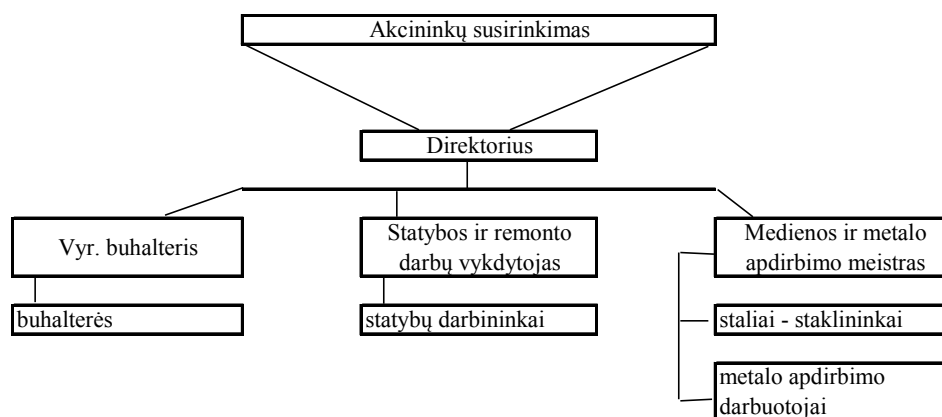 Akcininkų susirinkimas
Direktorius
Vyr. buhalteris
Statybos ir remonto
darbų vykdytojas
Medienos ir metalo
apdirbimo meistras
buhalterės
statybų darbininkai
staliai - staklininkai
metalo apdirbimo
darbuotojai